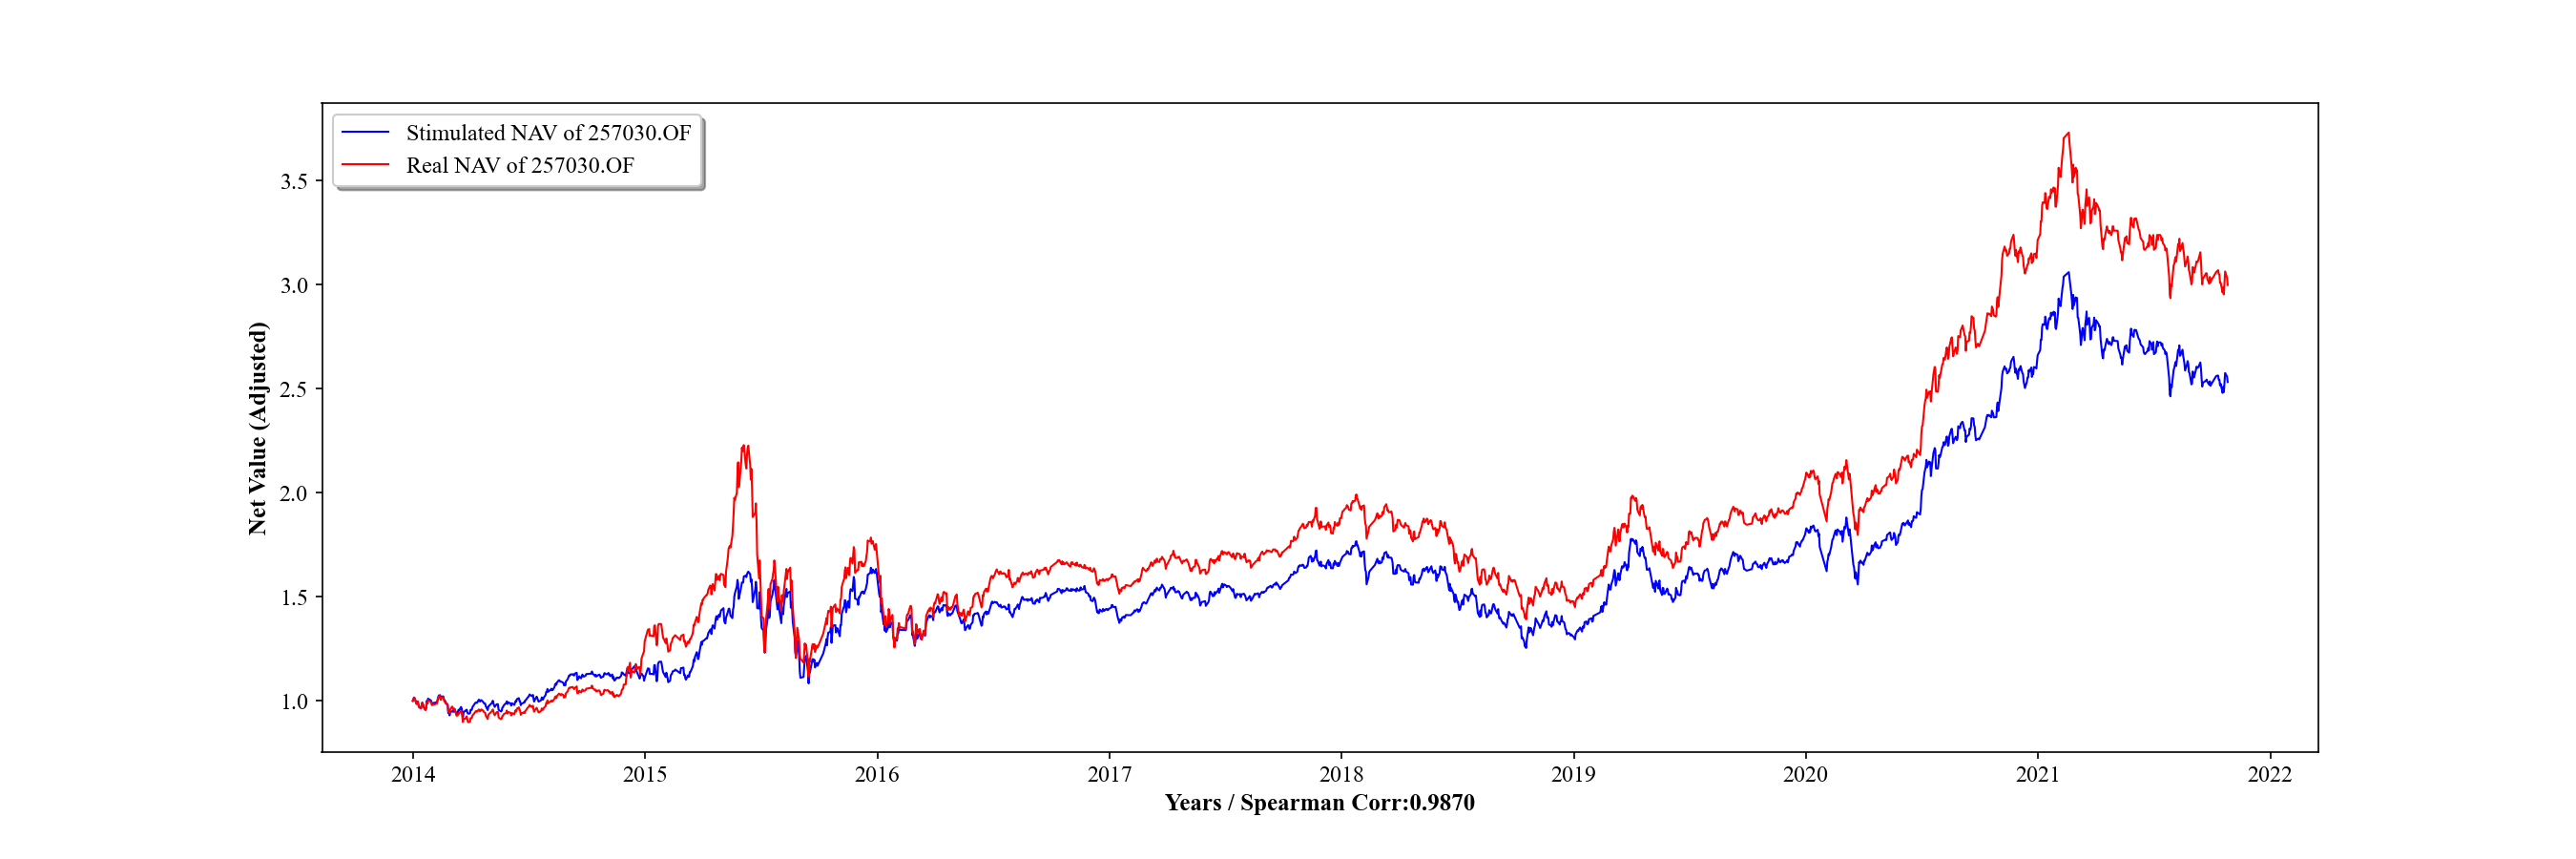 Stimulated NAV of 257030.OF
Real NAV of 257030.OF
3.5
3.0
2.5
2.0
1.5
1.0
Net Value (Adjusted)
2014 2015 2016 2017 2018 2019 2020 2021 2022
Years / Spearman Corr:0.9870